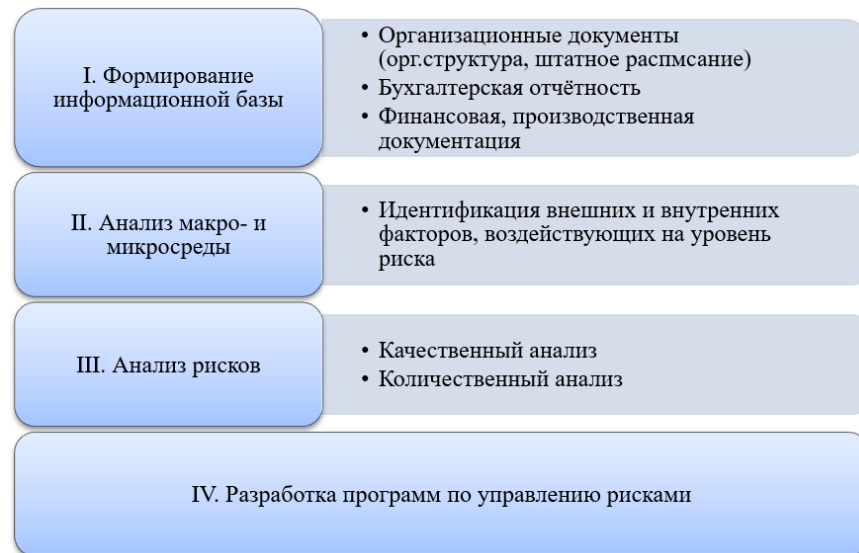 I. Формирование
информационной базы
• Организационные документы
(орг.структура, штатное распмсание)
• Бухгалтерская отчётность
• Финансовая, производственная
документация
II. Анализ макро- и
микросреды
• Идентификация внешних и внутренних
факторов, воздействующих на уровень
риска
III. Анализ рисков
• Качественный анализ
• Количественный анализ
IV. Разработка программ по управлению рисками